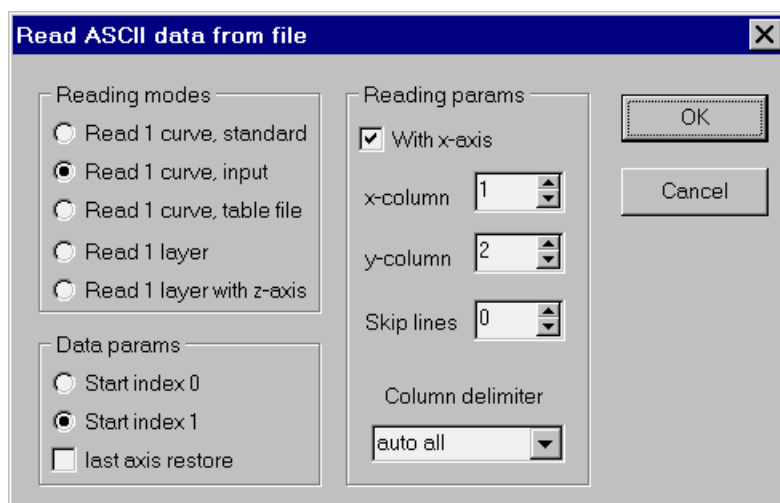 Read ASCII data from file
Reading modes
Read 1 curve, standard
Read 1 curve, input
Read 1 curve, table file
Read 1 layer
Read 1 layer with z-axis
Data params
Start index 0
Start index 1
last axis restore
Reading params
With x-axis
x-column 1
y-column 2
Skip lines 0
Column delimiter
auto all
OK
Cancel